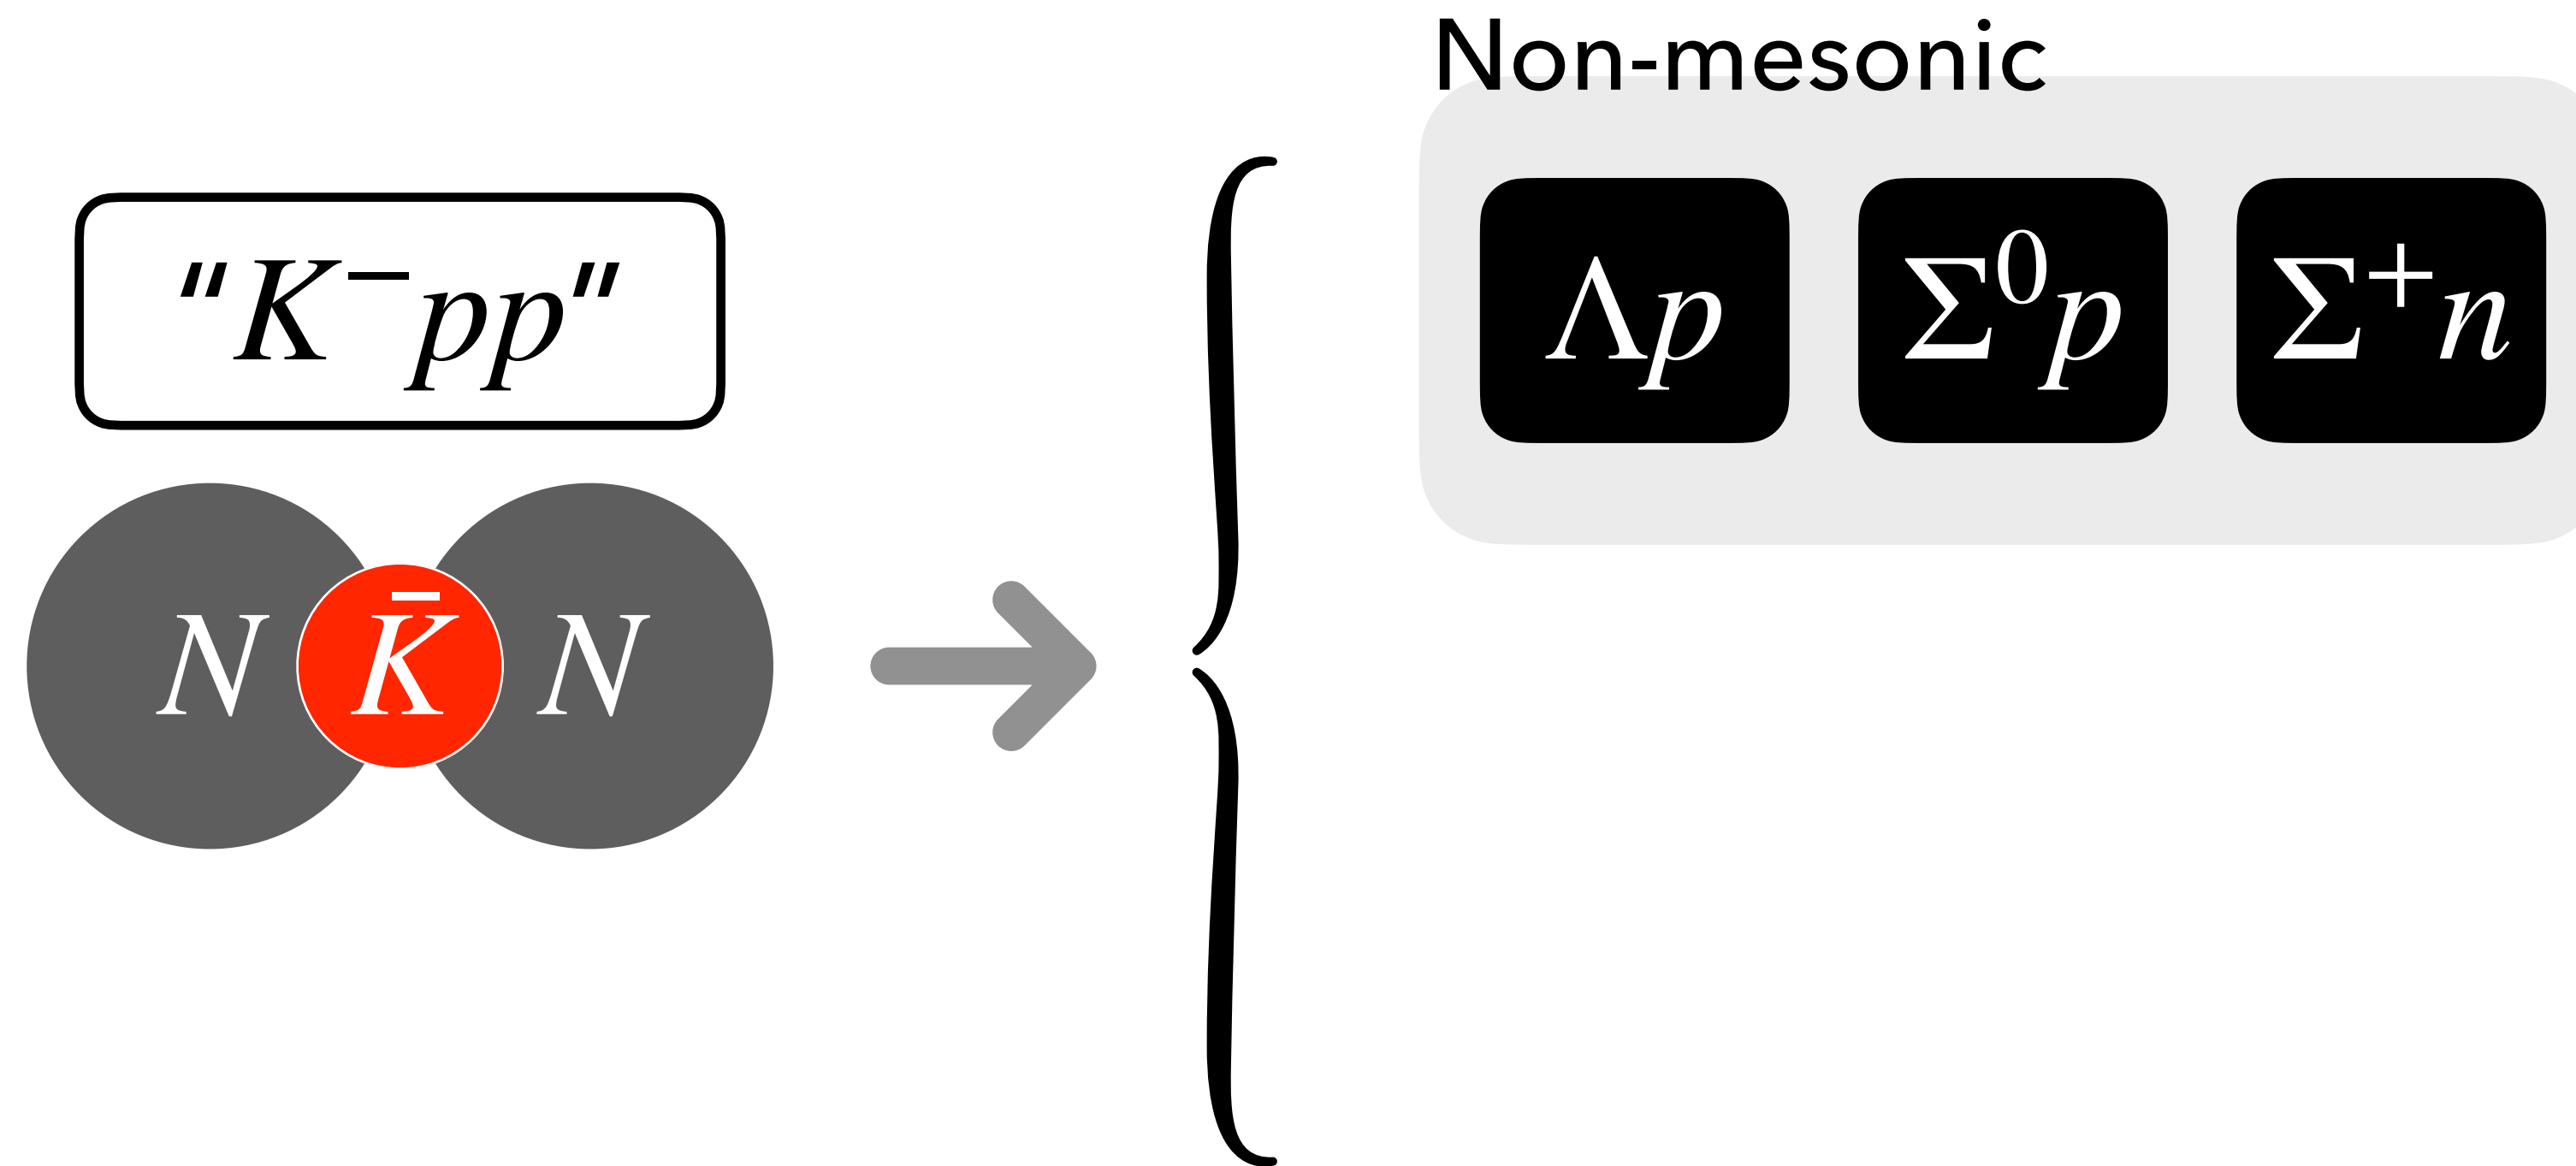 Non-mesonic
"K⁻pp"
Λp Σ⁰p Σ⁺n
N K̄ N